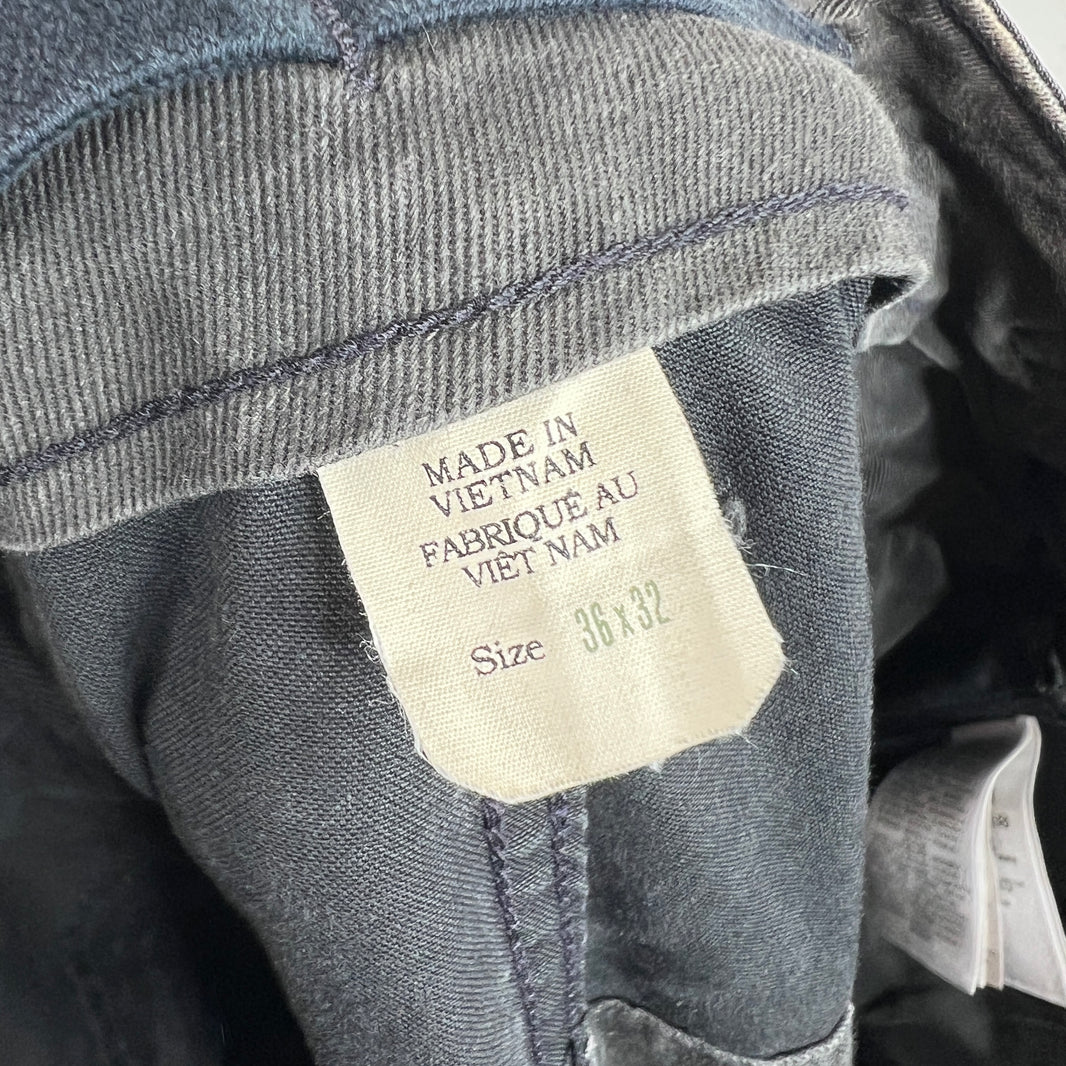 MADE IN
VIETNAM
FABRIQUÉ AU
VIÊT NAM
Size 36 x 32